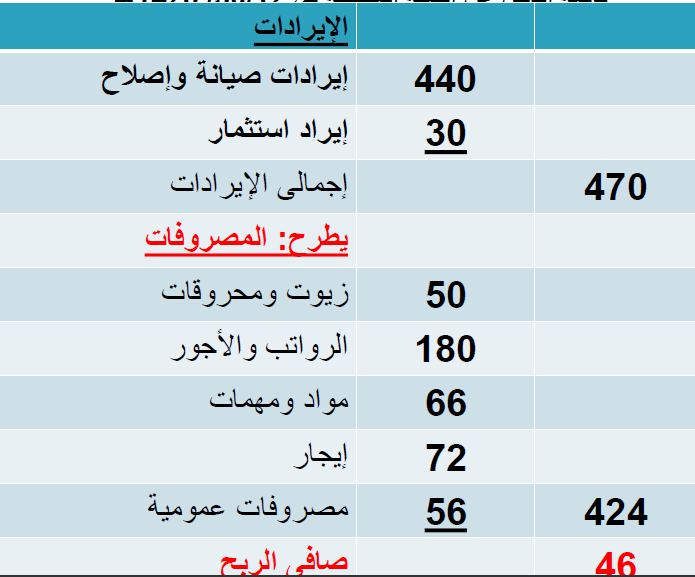 الإيرادات
إيرادات صيانة وإصلاح 440
إيراد استثمار 30
إجمالى الإيرادات 470
يطرح: المصروفات
زيوت ومحروقات 50
الرواتب والأجور 180
مواد ومهمات 66
إيجار 72
مصروفات عمومية 56 424
صافى الربح 46